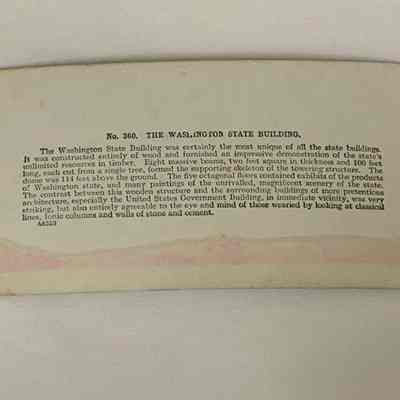 No. 360. THE WASHINGTON STATE BUILDING.
The Washington State Building was certainly the most unique of all the state buildings.
It was constructed entirely of wood and furnished an impressive demonstration of the state's
unlimited resources in timber. Eight massive beams, two feet square in thickness and 100 feet
long, each cut from a single tree, formed the supporting skeleton of the towering structure. The
dome was 114 feet above the ground. The five octagonal floors contained exhibits of the products
of Washington state, and many paintings of the unrivalled, magnificent scenery of the state.
The contrast between this wooden structure and the surrounding buildings of more pretentious
architecture, especially the United States Government Building, in immediate vicinity, was very
striking, but also entirely agreeable to the eye and mind of those wearied by looking at classical
lines, Ionic columns and walls of stone and cement.